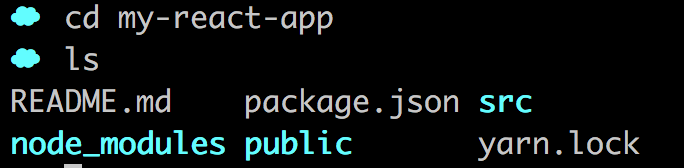 cd my-react-app
ls
README.md package.json src
node_modules public yarn.lock